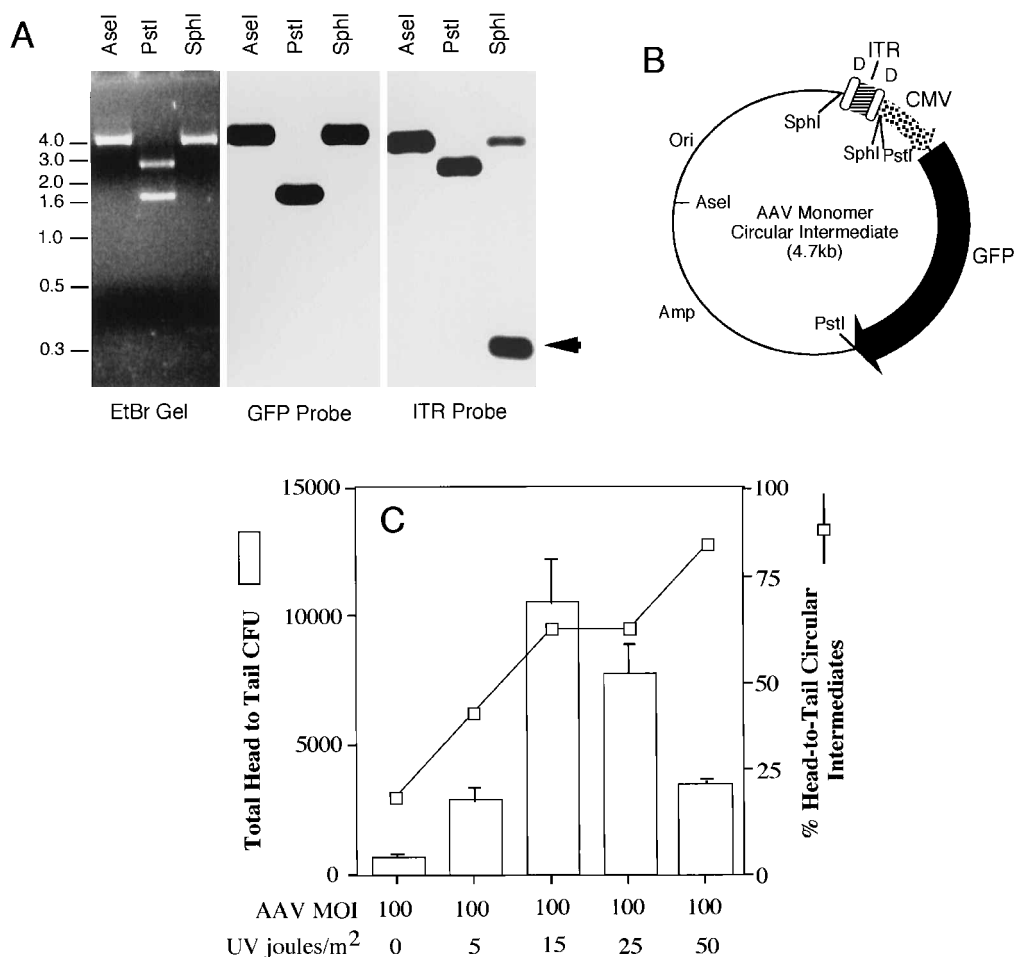 A
AseI
PstI
SphI
AseI
PstI
SphI
AseI
PstI
SphI
4.0
3.0
2.0
1.6
1.0
0.5
0.3
EtBr Gel
GFP Probe
ITR Probe
B
ITR
D D
CMV
SphI
SphI PstI
Ori
AseI
AAV Monomer
Circular Intermediate
(4.7kb)
GFP
Amp
PstI
C
Total Head to Tail CFU
15000
10000
5000
0
100
75
50
25
0
% Head-to-Tail Circular
Intermediates
AAV MOI 100 100 100 100 100
UV joules/m² 0 5 15 25 50